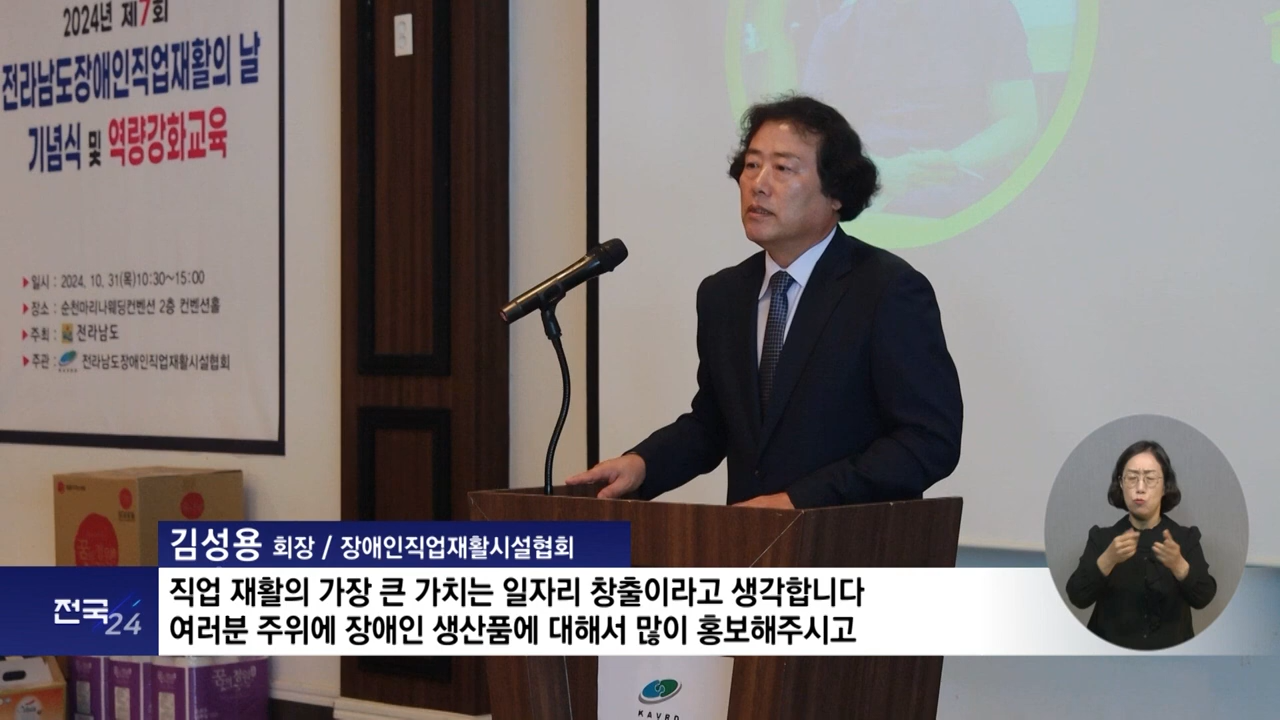 2024년 제7회
전라남도장애인직업재활의 날
기념식 및 역량강화교육
▶일시 : 2024. 10. 31(목)10:30~15:00
▶장소 : 순천마리나웨딩컨벤션 2층 컨벤션홀
▶주최 : 전라남도
▶주관 : KAVRD 전라남도장애인직업재활시설협회
김성용 회장 / 장애인직업재활시설협회
전국24
직업 재활의 가장 큰 가치는 일자리 창출이라고 생각합니다
여러분 주위에 장애인 생산품에 대해서 많이 홍보해주시고
KAVRD